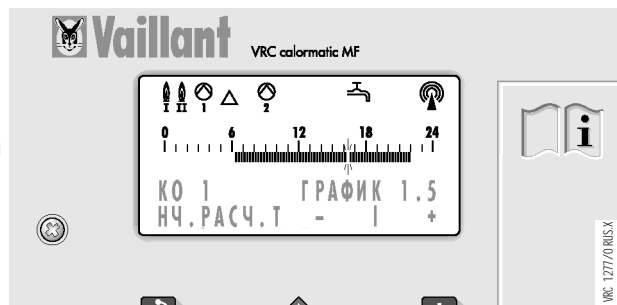 Vaillant
VRC calormatic MF
I II 1 2
0 6 12 18 24
КО 1 ГРАФИК 1.5
НЧ.РАСЧ.Т – | +
i
VRC 1277/0 RUS.X